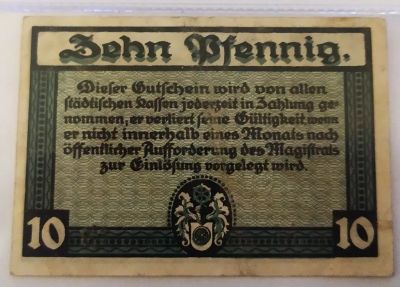 Zehn Pfennig.
Dieser Gutschein wird von allen
städtischen Kassen jederzeit in Zahlung ge-
nommen, er verliert seine Gültigkeit, wenn
er nicht innerhalb eines Monats nach
öffentlicher Aufforderung des Magistrats
zur Einlösung vorgelegt wird.
10 10